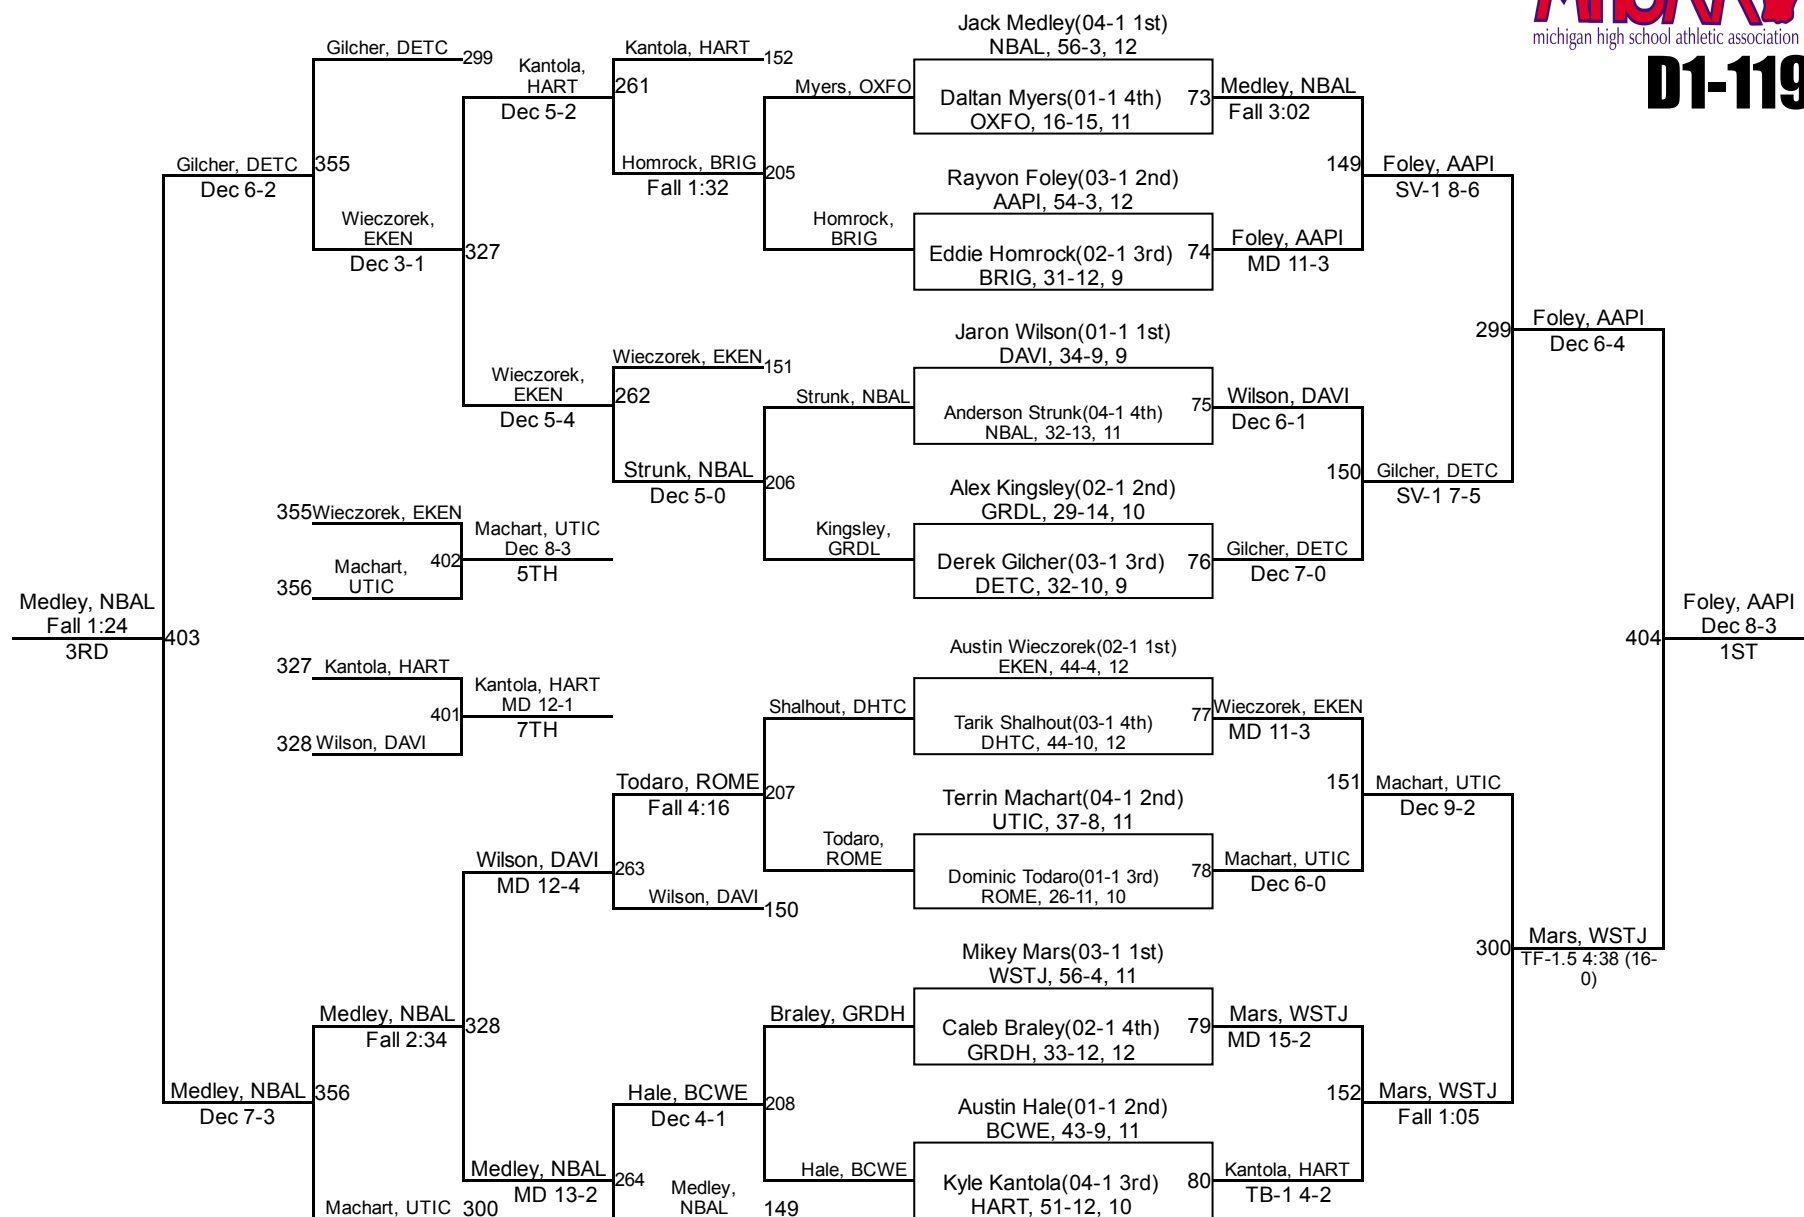 MHSAA
michigan high school athletic association
D1-119
Jack Medley(04-1 1st)
NBAL, 56-3, 12
Daltan Myers(01-1 4th)
OXFO, 16-15, 11
Rayvon Foley(03-1 2nd)
AAPI, 54-3, 12
Eddie Homrock(02-1 3rd)
BRIG, 31-12, 9
Jaron Wilson(01-1 1st)
DAVI, 34-9, 9
Anderson Strunk(04-1 4th)
NBAL, 32-13, 11
Alex Kingsley(02-1 2nd)
GRDL, 29-14, 10
Derek Gilcher(03-1 3rd)
DETC, 32-10, 9
Austin Wieczorek(02-1 1st)
EKEN, 44-4, 12
Tarik Shalhout(03-1 4th)
DHTC, 44-10, 12
Terrin Machart(04-1 2nd)
UTIC, 37-8, 11
Dominic Todaro(01-1 3rd)
ROME, 26-11, 10
Mikey Mars(03-1 1st)
WSTJ, 56-4, 11
Caleb Braley(02-1 4th)
GRDH, 33-12, 12
Austin Hale(01-1 2nd)
BCWE, 43-9, 11
Kyle Kantola(04-1 3rd)
HART, 51-12, 10
73
Medley, NBAL
Fall 3:02
74
Foley, AAPI
MD 11-3
75
Wilson, DAVI
Dec 6-1
76
Gilcher, DETC
Dec 7-0
77
Wieczorek, EKEN
MD 11-3
78
Machart, UTIC
Dec 6-0
79
Mars, WSTJ
MD 15-2
80
Kantola, HART
TB-1 4-2
149
Foley, AAPI
SV-1 8-6
150
Gilcher, DETC
SV-1 7-5
151
Machart, UTIC
Dec 9-2
152
Mars, WSTJ
Fall 1:05
299
Foley, AAPI
Dec 6-4
300
Mars, WSTJ
TF-1.5 4:38 (16-
0)
404
Foley, AAPI
Dec 8-3
1ST
Myers, OXFO
Homrock,
BRIG
Strunk, NBAL
Kingsley,
GRDL
Shalhout, DHTC
Todaro,
ROME
Braley, GRDH
Hale, BCWE
Kantola, HART
152
Homrock, BRIG
Fall 1:32
205
Wieczorek, EKEN
151
Strunk, NBAL
Dec 5-0
206
Todaro, ROME
Fall 4:16
207
Wilson, DAVI
150
Hale, BCWE
Dec 4-1
208
Medley,
NBAL
149
Kantola,
HART
Dec 5-2
261
Wieczorek,
EKEN
Dec 5-4
262
Wilson, DAVI
MD 12-4
263
Medley, NBAL
MD 13-2
264
Gilcher, DETC
299
Wieczorek,
EKEN
Dec 3-1
327
Medley, NBAL
Fall 2:34
328
Machart, UTIC
300
Gilcher, DETC
Dec 6-2
355
Medley, NBAL
Dec 7-3
356
355
Wieczorek, EKEN
356
Machart,
UTIC
402
Machart, UTIC
Dec 8-3
5TH
327
Kantola, HART
328
Wilson, DAVI
401
Kantola, HART
MD 12-1
7TH
Medley, NBAL
Fall 1:24
3RD
403